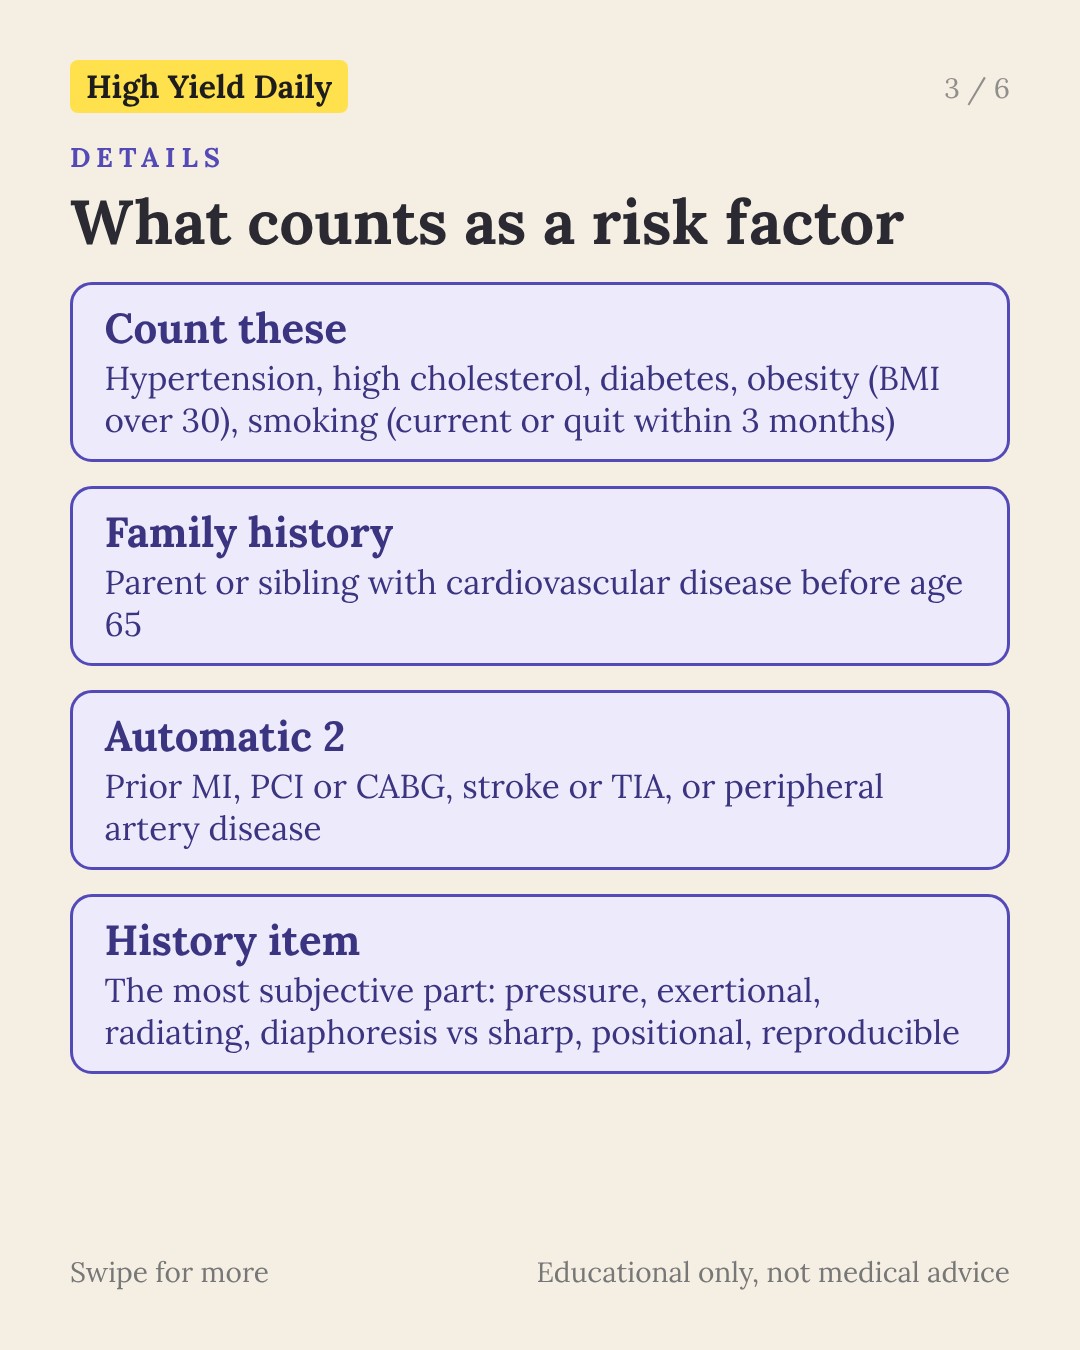 High Yield Daily
3 / 6
DETAILS
What counts as a risk factor
Count these
Hypertension, high cholesterol, diabetes, obesity (BMI
over 30), smoking (current or quit within 3 months)
Family history
Parent or sibling with cardiovascular disease before age
65
Automatic 2
Prior MI, PCI or CABG, stroke or TIA, or peripheral
artery disease
History item
The most subjective part: pressure, exertional,
radiating, diaphoresis vs sharp, positional, reproducible
Swipe for more
Educational only, not medical advice